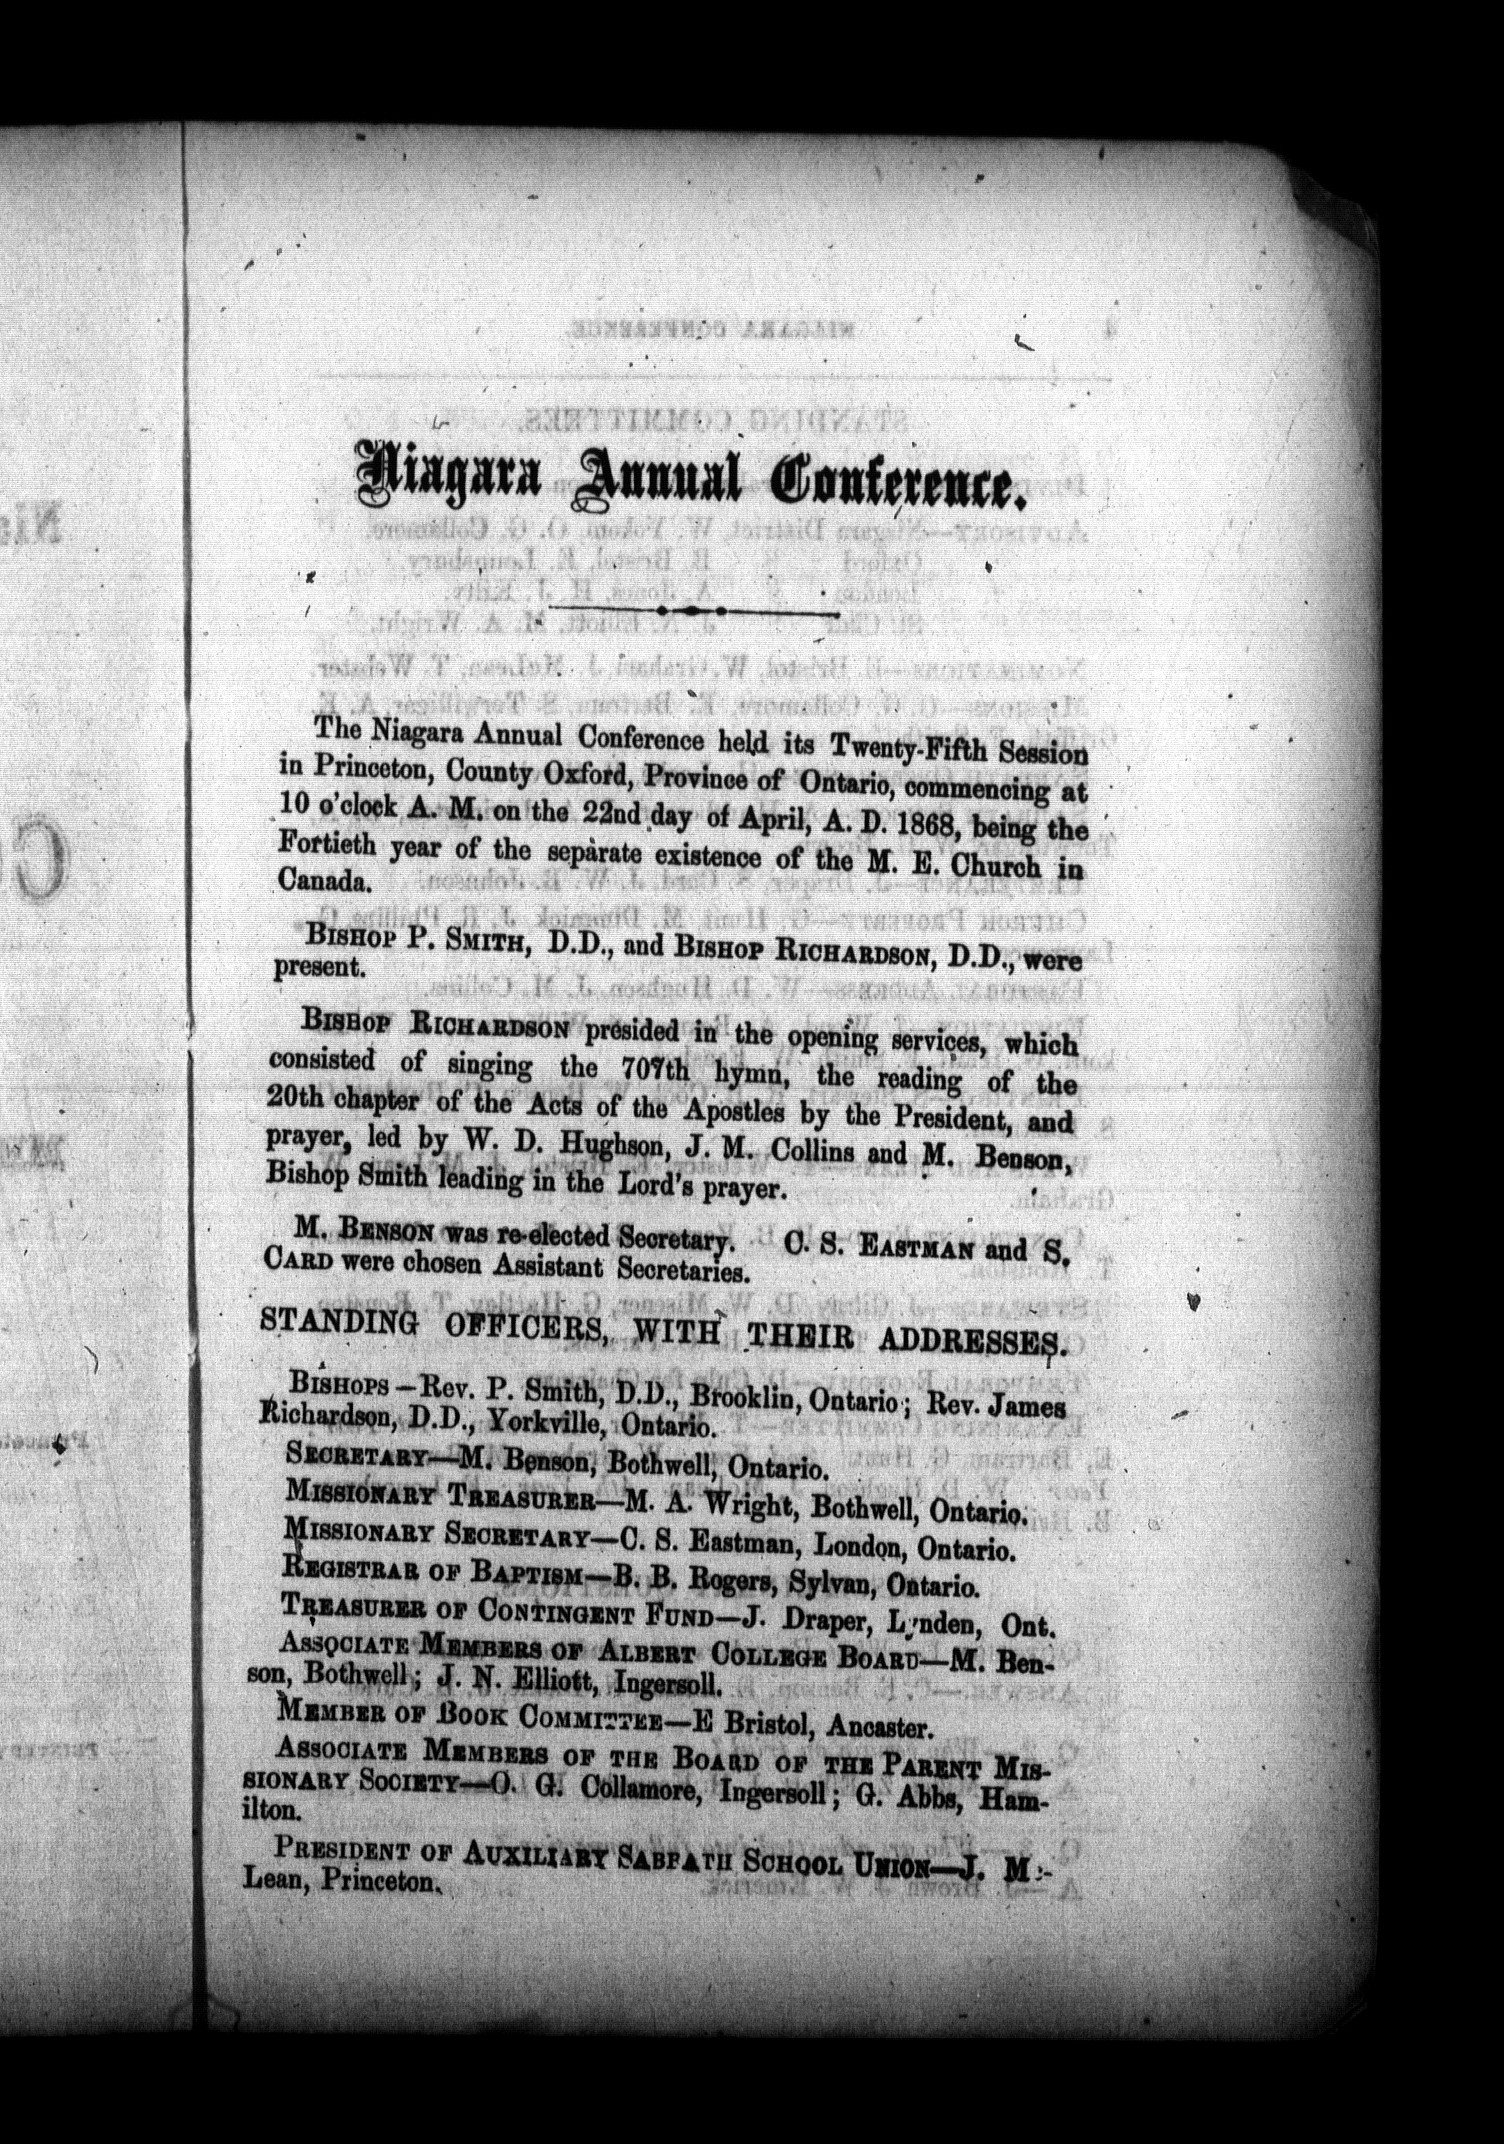 Niagara Annual Conference.
The Niagara Annual Conference held its Twenty-Fifth Session
in Princeton, County Oxford, Province of Ontario, commencing at
10 o'clock A. M. on the 22nd day of April, A. D. 1868, being the
Fortieth year of the separate existence of the M. E. Church in
Canada.
BISHOP P. SMITH, D.D., and BISHOP RICHARDSON, D.D., were
present.
BISHOP RICHARDSON presided in the opening services, which
consisted of singing the 707th hymn, the reading of the
20th chapter of the Acts of the Apostles by the President, and
prayer, led by W. D. Hughson, J. M. Collins and M. Benson,
Bishop Smith leading in the Lord's prayer.
M. BENSON was re-elected Secretary. C. S. EASTMAN and S.
CARD were chosen Assistant Secretaries.
STANDING OFFICERS, WITH THEIR ADDRESSES.
BISHOPS—Rev. P. Smith, D.D., Brooklin, Ontario; Rev. James
Richardson, D.D., Yorkville, Ontario.
SECRETARY—M. Benson, Bothwell, Ontario.
MISSIONARY TREASURER—M. A. Wright, Bothwell, Ontario.
MISSIONARY SECRETARY—C. S. Eastman, London, Ontario.
REGISTRAR OF BAPTISM—B. B. Rogers, Sylvan, Ontario.
TREASURER OF CONTINGENT FUND—J. Draper, Lynden, Ont.
ASSOCIATE MEMBERS OF ALBERT COLLEGE BOARD—M. Ben-
son, Bothwell; J. N. Elliott, Ingersoll.
MEMBER OF BOOK COMMITTEE—E Bristol, Ancaster.
ASSOCIATE MEMBERS OF THE BOARD OF THE PARENT MIS-
SIONARY SOCIETY—O. G. Collamore, Ingersoll; G. Abbs, Ham-
ilton.
PRESIDENT OF AUXILIARY SABBATH SCHOOL UNION—J. Mc-
Lean, Princeton.